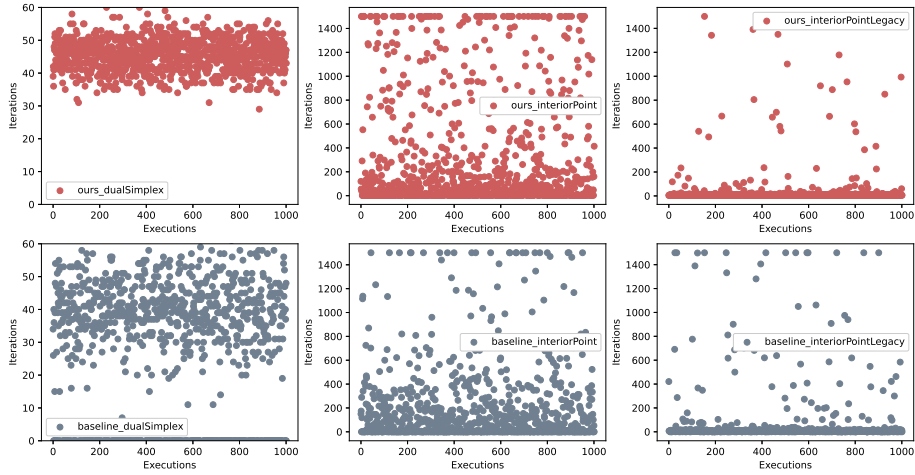 60
50
40
30
20
10
0
Iterations
ours_dualSimplex
0 200 400 600 800 1000
Executions
1400
1200
1000
800
600
400
200
0
Iterations
ours_interiorPoint
0 200 400 600 800 1000
Executions
1400
1200
1000
800
600
400
200
0
Iterations
ours_interiorPointLegacy
0 200 400 600 800 1000
Executions
60
50
40
30
20
10
0
Iterations
baseline_dualSimplex
0 200 400 600 800 1000
Executions
1400
1200
1000
800
600
400
200
0
Iterations
baseline_interiorPoint
0 200 400 600 800 1000
Executions
1400
1200
1000
800
600
400
200
0
Iterations
baseline_interiorPointLegacy
0 200 400 600 800 1000
Executions